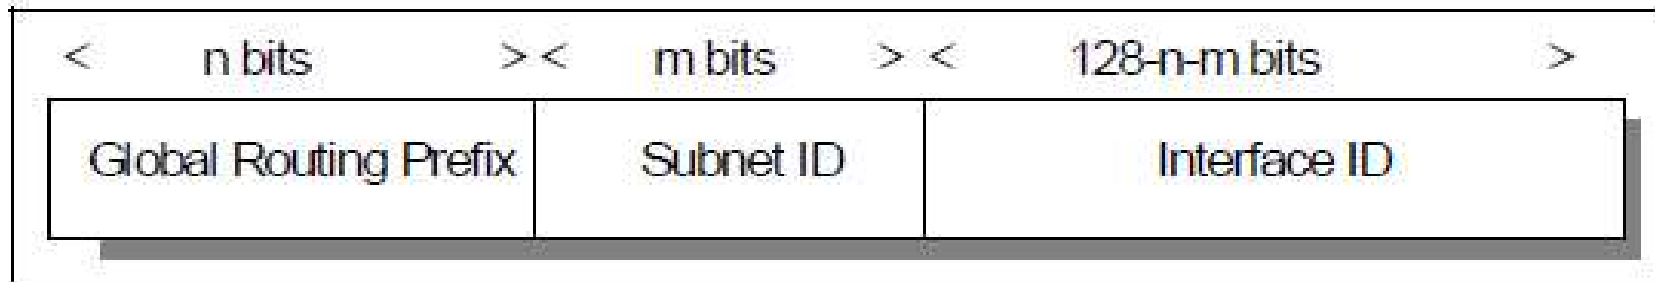 < n bits > < m bits > < 128-n-m bits >
Global Routing Prefix Subnet ID Interface ID